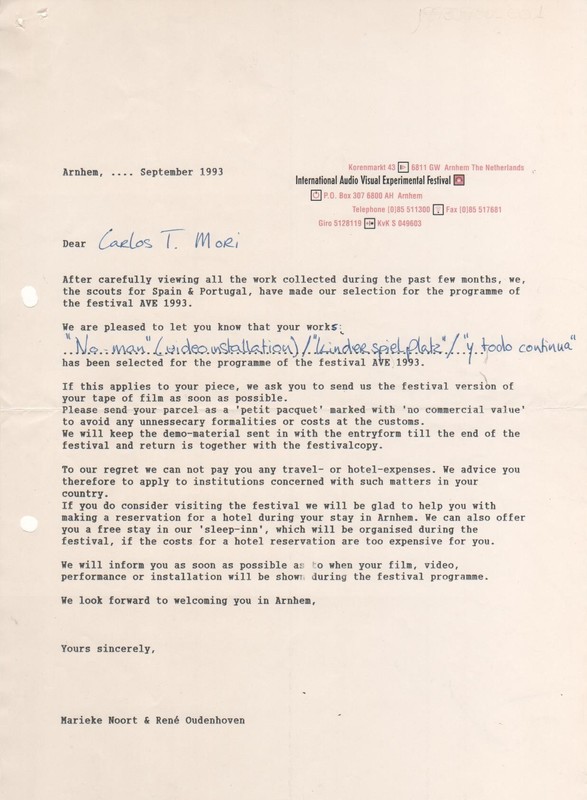 Korenmarkt 43 6811 GW Arnhem The Netherlands
International Audio Visual Experimental Festival
P.O. Box 307 6800 AH Arnhem
Telephone (0)85 511300 Fax (0)85 517681
Giro 5128119 KvK S 049603
Arnhem, .... September 1993
Dear Carlos T. Mori
After carefully viewing all the work collected during the past few months, we,
the scouts for Spain & Portugal, have made our selection for the programme of
the festival AVE 1993.
We are pleased to let you know that your works:
"No-man" (videoinstallation) / "Kinderspielplatz" / "y todo continua"
has been selected for the programme of the festival AVE 1993.
If this applies to your piece, we ask you to send us the festival version of
your tape of film as soon as possible.
Please send your parcel as a 'petit pacquet' marked with 'no commercial value'
to avoid any unnessecary formalities or costs at the customs.
We will keep the demo-material sent in with the entryform till the end of the
festival and return is together with the festivalcopy.
To our regret we can not pay you any travel- or hotel-expenses. We advice you
therefore to apply to institutions concerned with such matters in your
country.
If you do consider visiting the festival we will be glad to help you with
making a reservation for a hotel during your stay in Arnhem. We can also offer
you a free stay in our 'sleep-inn', which will be organised during the
festival, if the costs for a hotel reservation are too expensive for you.
We will inform you as soon as possible as to when your film, video,
performance or installation will be shown during the festival programme.
We look forward to welcoming you in Arnhem,
Yours sincerely,
Marieke Noort & René Oudenhoven